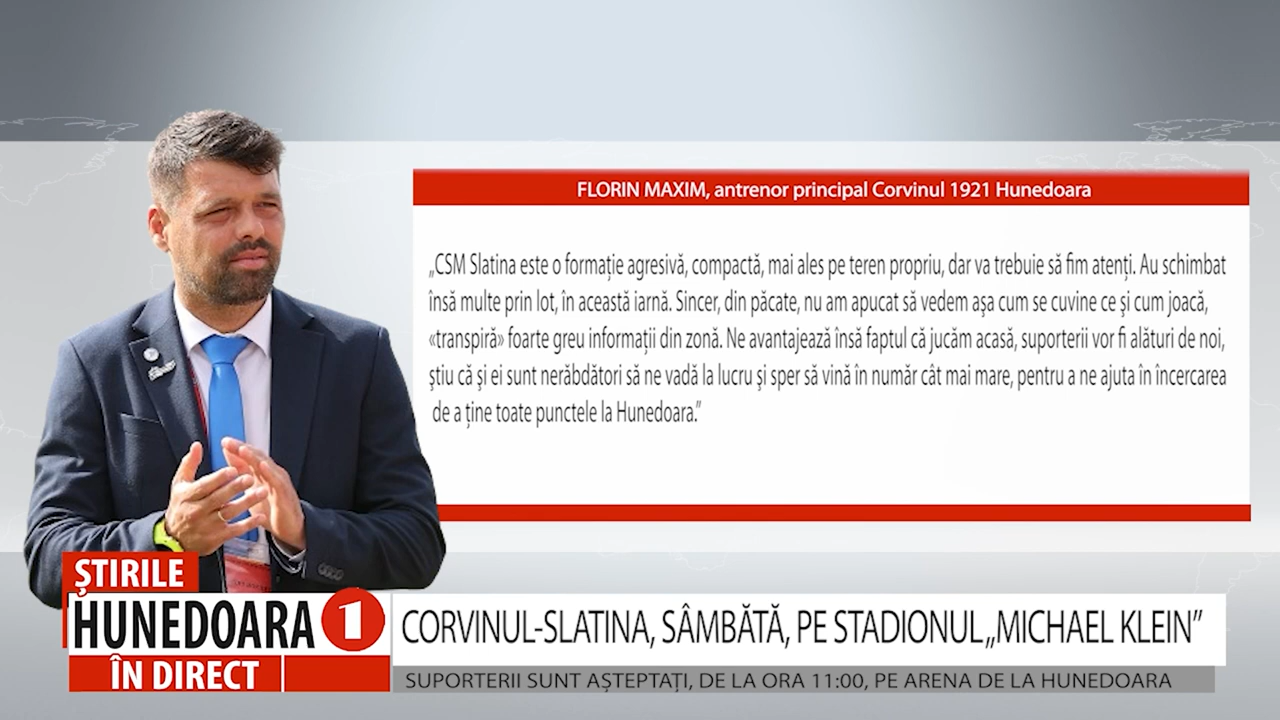 FLORIN MAXIM, antrenor principal Corvinul 1921 Hunedoara
„CSM Slatina este o formație agresivă, compactă, mai ales pe teren propriu, dar va trebuie să fim atenți. Au schimbat
însă multe prin lot, în această iarnă. Sincer, din păcate, nu am apucat să vedem așa cum se cuvine ce și cum joacă,
«transpiră» foarte greu informații din zonă. Ne avantajează însă faptul că jucăm acasă, suporterii vor fi alături de noi,
știu că și ei sunt nerăbdători să ne vadă la lucru și sper să vină în număr cât mai mare, pentru a ne ajuta în încercarea
de a ține toate punctele la Hunedoara.”
ȘTIRILE
HUNEDOARA 1
ÎN DIRECT
CORVINUL-SLATINA, SÂMBĂTĂ, PE STADIONUL „MICHAEL KLEIN”
SUPORTERII SUNT AȘTEPTAȚI, DE LA ORA 11:00, PE ARENA DE LA HUNEDOARA